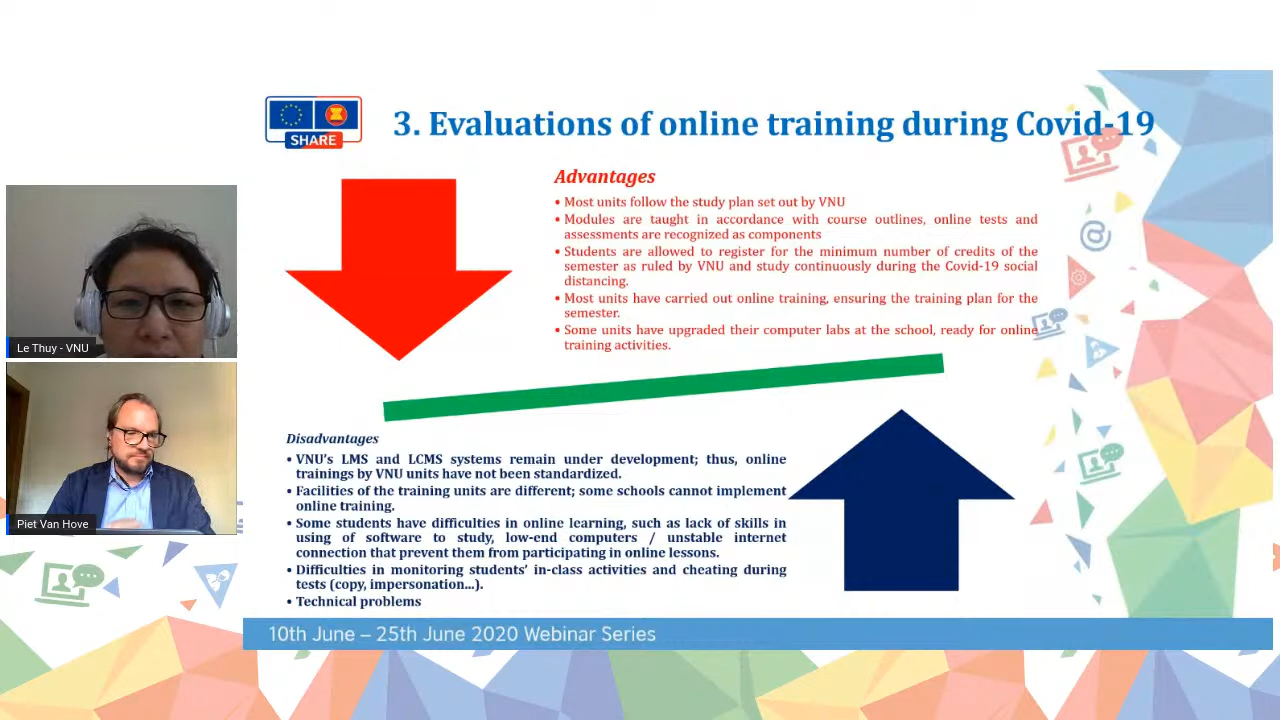 SHARE
3. Evaluations of online training during Covid-19
Advantages
• Most units follow the study plan set out by VNU
• Modules are taught in accordance with course outlines, online tests and
assessments are recognized as components
• Students are allowed to register for the minimum number of credits of the
semester as ruled by VNU and study continuously during the Covid-19 social
distancing.
• Most units have carried out online training, ensuring the training plan for the
semester.
• Some units have upgraded their computer labs at the school, ready for online
training activities.
Le Thuy - VNU
Piet Van Hove
Disadvantages
• VNU's LMS and LCMS systems remain under development; thus, online
trainings by VNU units have not been standardized.
• Facilities of the training units are different; some schools cannot implement
online training.
• Some students have difficulties in online learning, such as lack of skills in
using of software to study, low-end computers / unstable internet
connection that prevent them from participating in online lessons.
• Difficulties in monitoring students' in-class activities and cheating during
tests (copy, impersonation...).
• Technical problems
10th June – 25th June 2020 Webinar Series